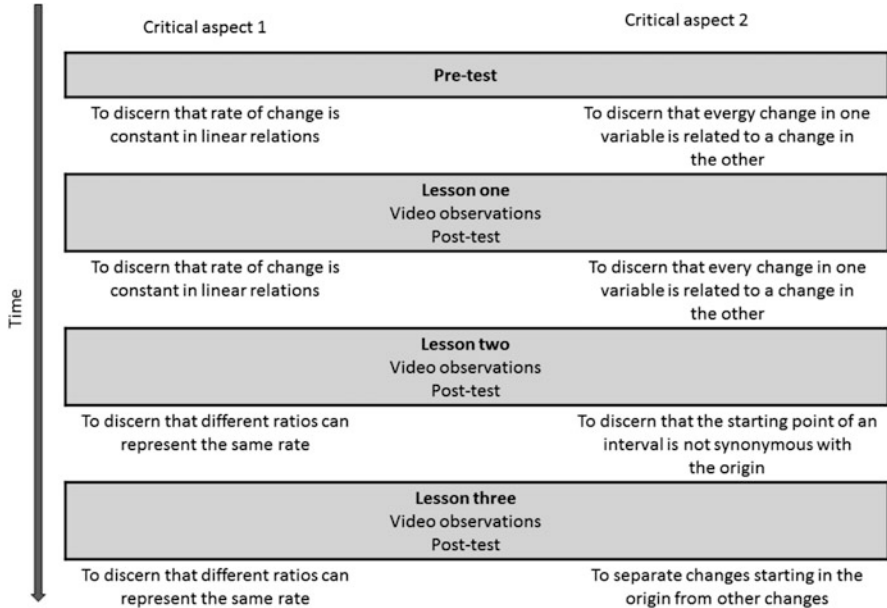 Critical aspect 1
Critical aspect 2
Pre-test
To discern that rate of change is
constant in linear relations
To discern that evergy change in one
variable is related to a change in
the other
Lesson one
Video observations
Post-test
To discern that rate of change is
constant in linear relations
To discern that every change in one
variable is related to a change in
the other
Lesson two
Video observations
Post-test
To discern that different ratios can
represent the same rate
To discern that the starting point of an
interval is not synonymous with
the origin
Lesson three
Video observations
Post-test
To discern that different ratios can
represent the same rate
To separate changes starting in the
origin from other changes
Time